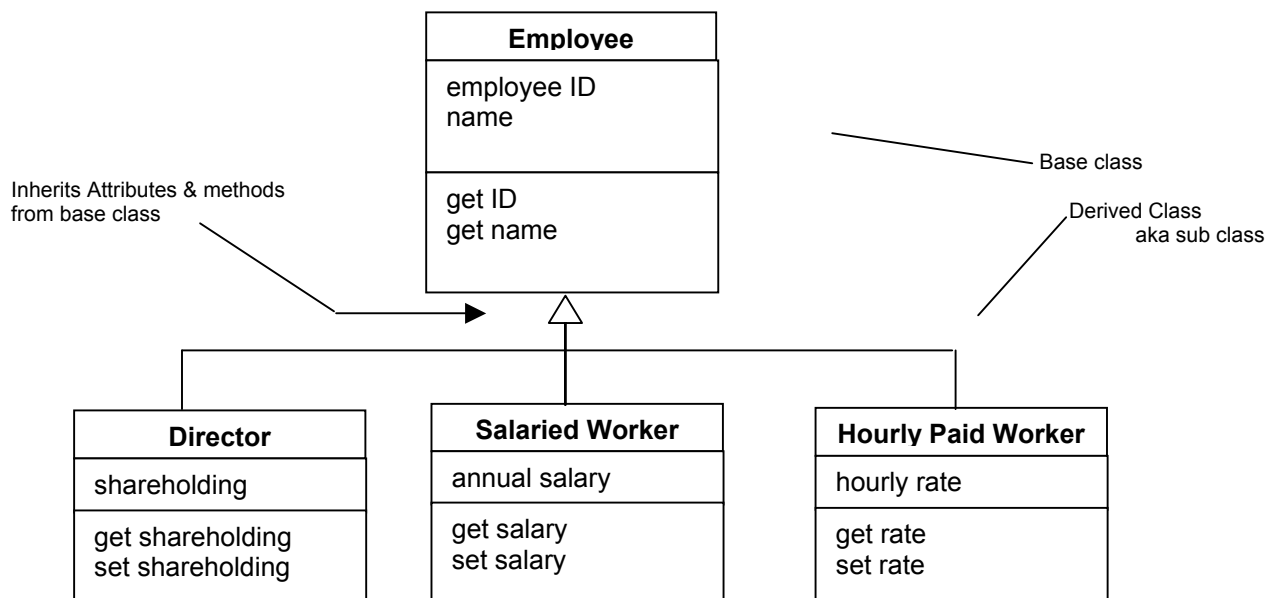 Employee
employee ID
name
get ID
get name
Base class
Derived Class
aka sub class
Inherits Attributes & methods
from base class
Director
shareholding
get shareholding
set shareholding
Salaried Worker
annual salary
get salary
set salary
Hourly Paid Worker
hourly rate
get rate
set rate